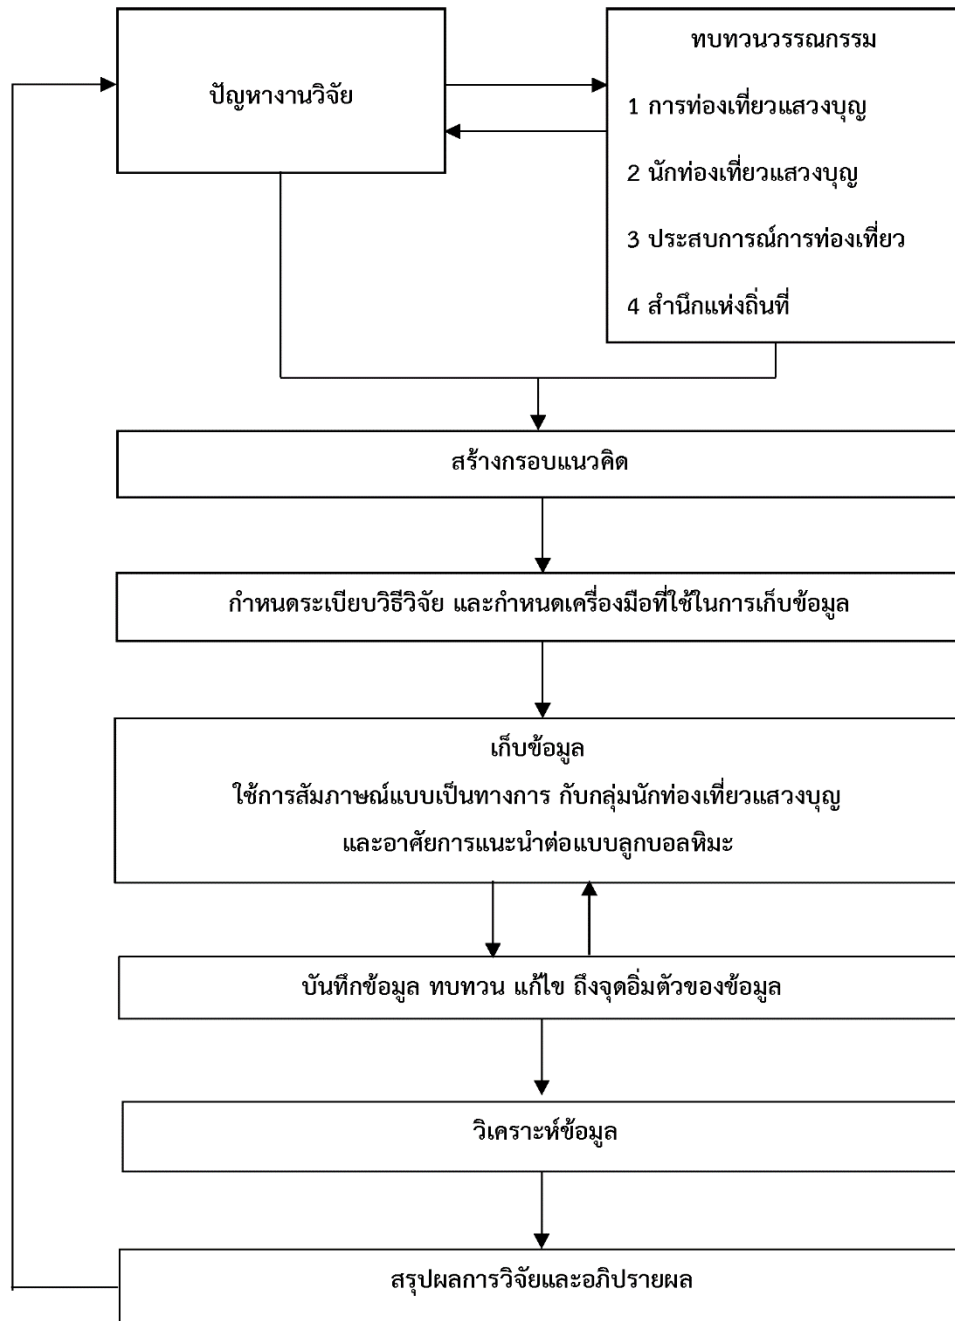 ปัญหางานวิจัย
ทบทวนวรรณกรรม
1 การท่องเที่ยวแสวงบุญ
2 นักท่องเที่ยวแสวงบุญ
3 ประสบการณ์การท่องเที่ยว
4 สำนึกแห่งถิ่นที่
สร้างกรอบแนวคิด
กำหนดระเบียบวิธีวิจัย และกำหนดเครื่องมือที่ใช้ในการเก็บข้อมูล
เก็บข้อมูล
ใช้การสัมภาษณ์แบบเป็นทางการ กับกลุ่มนักท่องเที่ยวแสวงบุญ
และอาศัยการแนะนำต่อแบบลูกบอลหิมะ
บันทึกข้อมูล ทบทวน แก้ไข ถึงจุดอิ่มตัวของข้อมูล
วิเคราะห์ข้อมูล
สรุปผลการวิจัยและอภิปรายผล